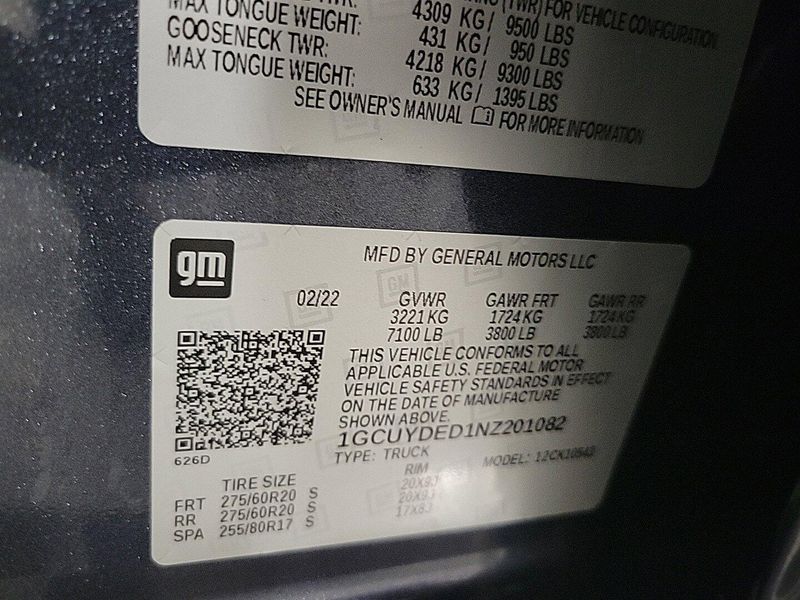 (TWR) FOR VEHICLE CONFIGURATION
4309 KG/ 9500 LBS
MAX TONGUE WEIGHT: 431 KG/ 950 LBS
GOOSENECK TWR: 4218 KG/ 9300 LBS
MAX TONGUE WEIGHT: 633 KG/ 1395 LBS
SEE OWNER'S MANUAL FOR MORE INFORMATION
gm
MFD BY GENERAL MOTORS LLC
02/22 GVWR GAWR FRT GAWR RR
3221 KG 1724 KG 1724 KG
7100 LB 3800 LB 3800 LB
THIS VEHICLE CONFORMS TO ALL
APPLICABLE U.S. FEDERAL MOTOR
VEHICLE SAFETY STANDARDS IN EFFECT
ON THE DATE OF MANUFACTURE
SHOWN ABOVE.
1GCUYDED1NZ201082
626D
TYPE: TRUCK MODEL: 12CK10543
TIRE SIZE RIM
FRT 275/60R20 S 20X9J
RR 275/60R20 S 20X9J
SPA 255/80R17 S 17X8J